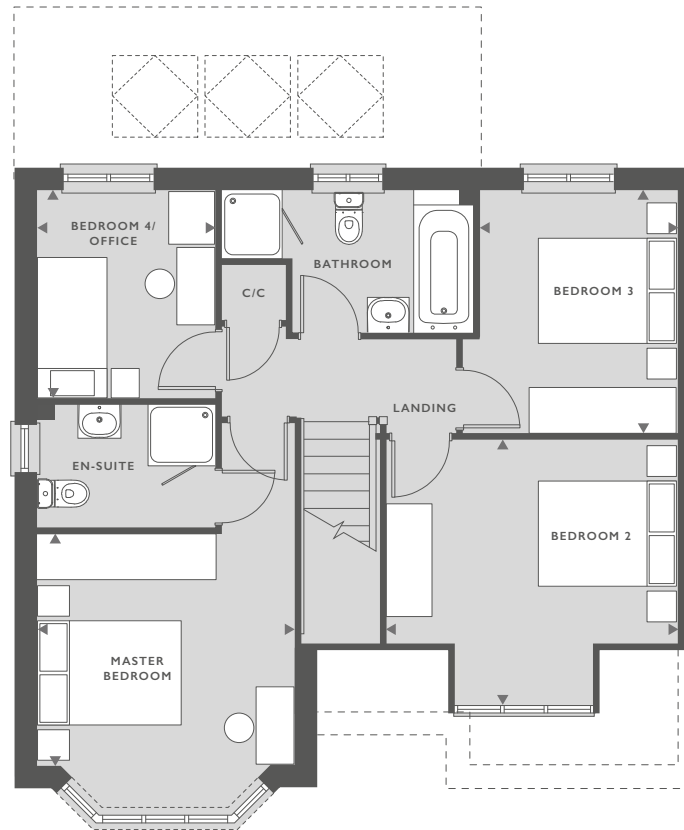 BEDROOM 4/
OFFICE
BATHROOM
C/C
BEDROOM 3
LANDING
EN-SUITE
BEDROOM 2
MASTER
BEDROOM